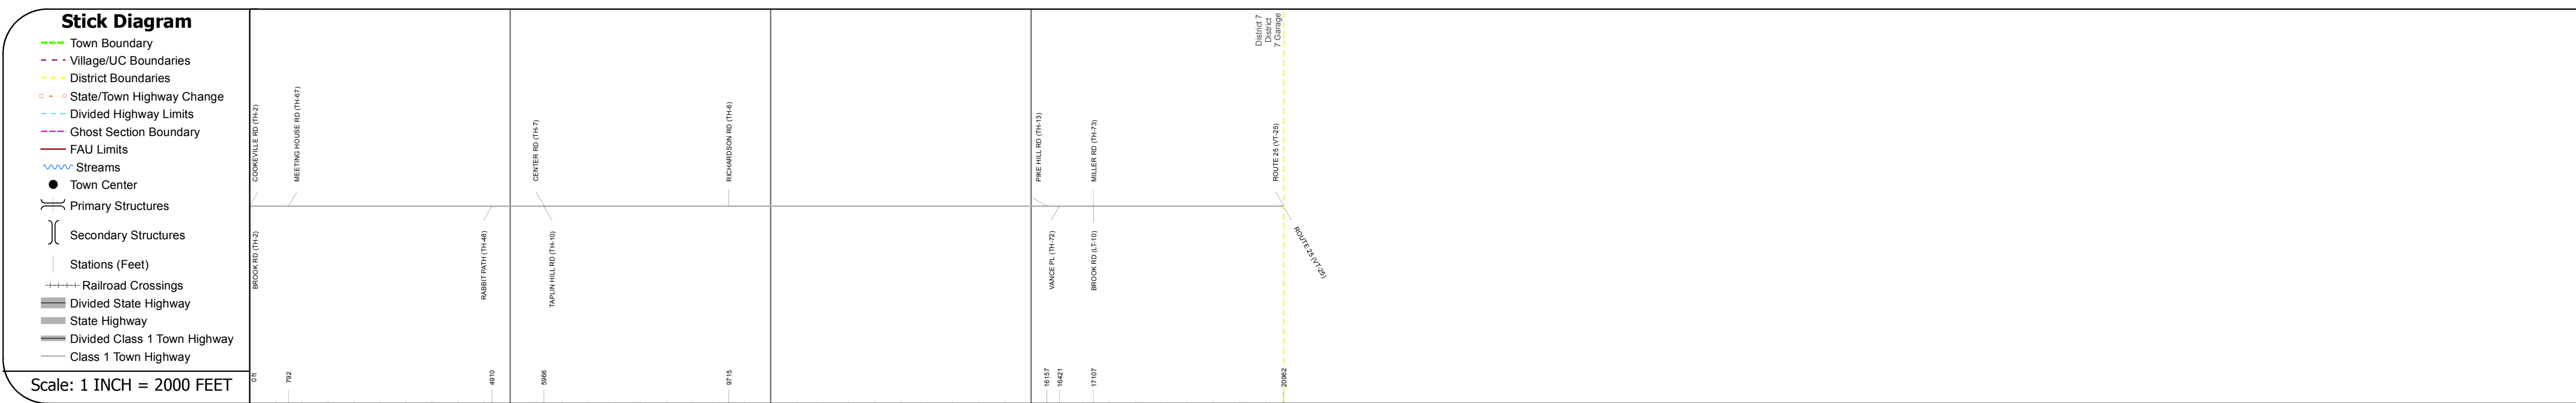 Stick Diagram
Town Boundary
Village/UC Boundaries
District Boundaries
State/Town Highway Change
Divided Highway Limits
Ghost Section Boundary
FAU Limits
Streams
Town Center
Primary Structures
Secondary Structures
Stations (Feet)
Railroad Crossings
Divided State Highway
State Highway
Divided Class 1 Town Highway
Class 1 Town Highway
Scale: 1 INCH = 2000 FEET
COOKEVILLE RD (TH-2)
MEETING HOUSE RD (TH-67)
CENTER RD (TH-7)
RICHARDSON RD (TH-6)
PIKE HILL RD (TH-13)
MILLER RD (TH-73)
ROUTE 25 (VT-25)
District 7
District
7 Garage
BROOK RD (TH-2)
RABBIT PATH (TH-48)
TAPLIN HILL RD (TH-10)
VANCE PL (TH-72)
BROOK RD (LT-10)
ROUTE 25 (VT-25)
0 ft
792
4910
5966
9715
16157
16421
17107
20962